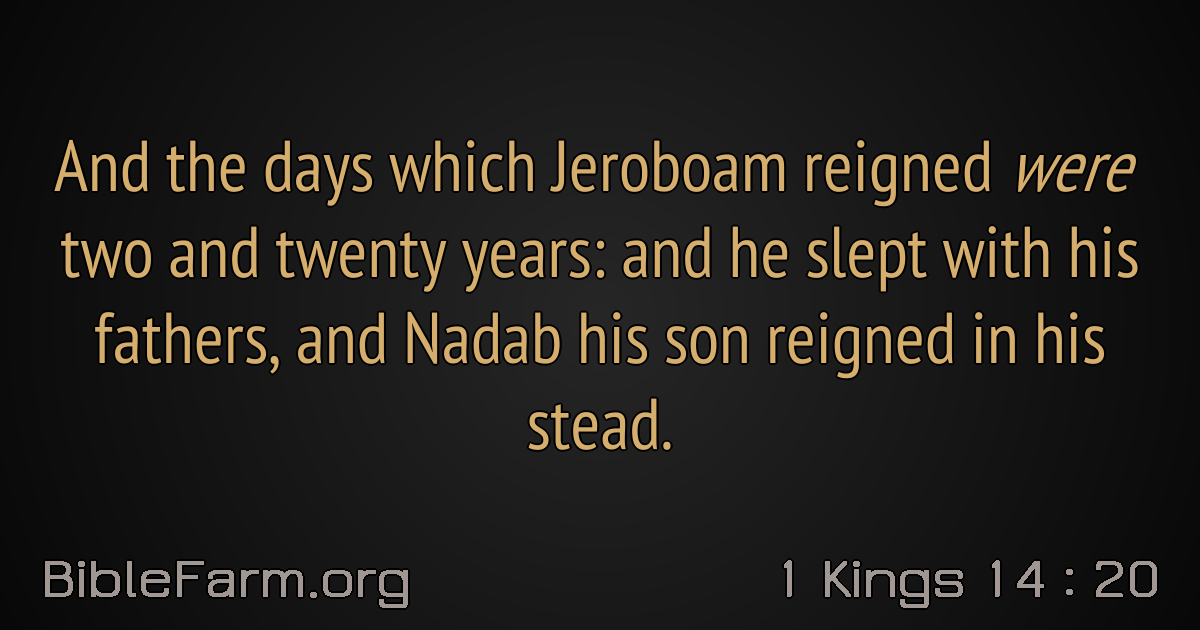 And the days which Jeroboam reigned were
two and twenty years: and he slept with his
fathers, and Nadab his son reigned in his
stead.
BibleFarm.org
1 Kings 14 : 20